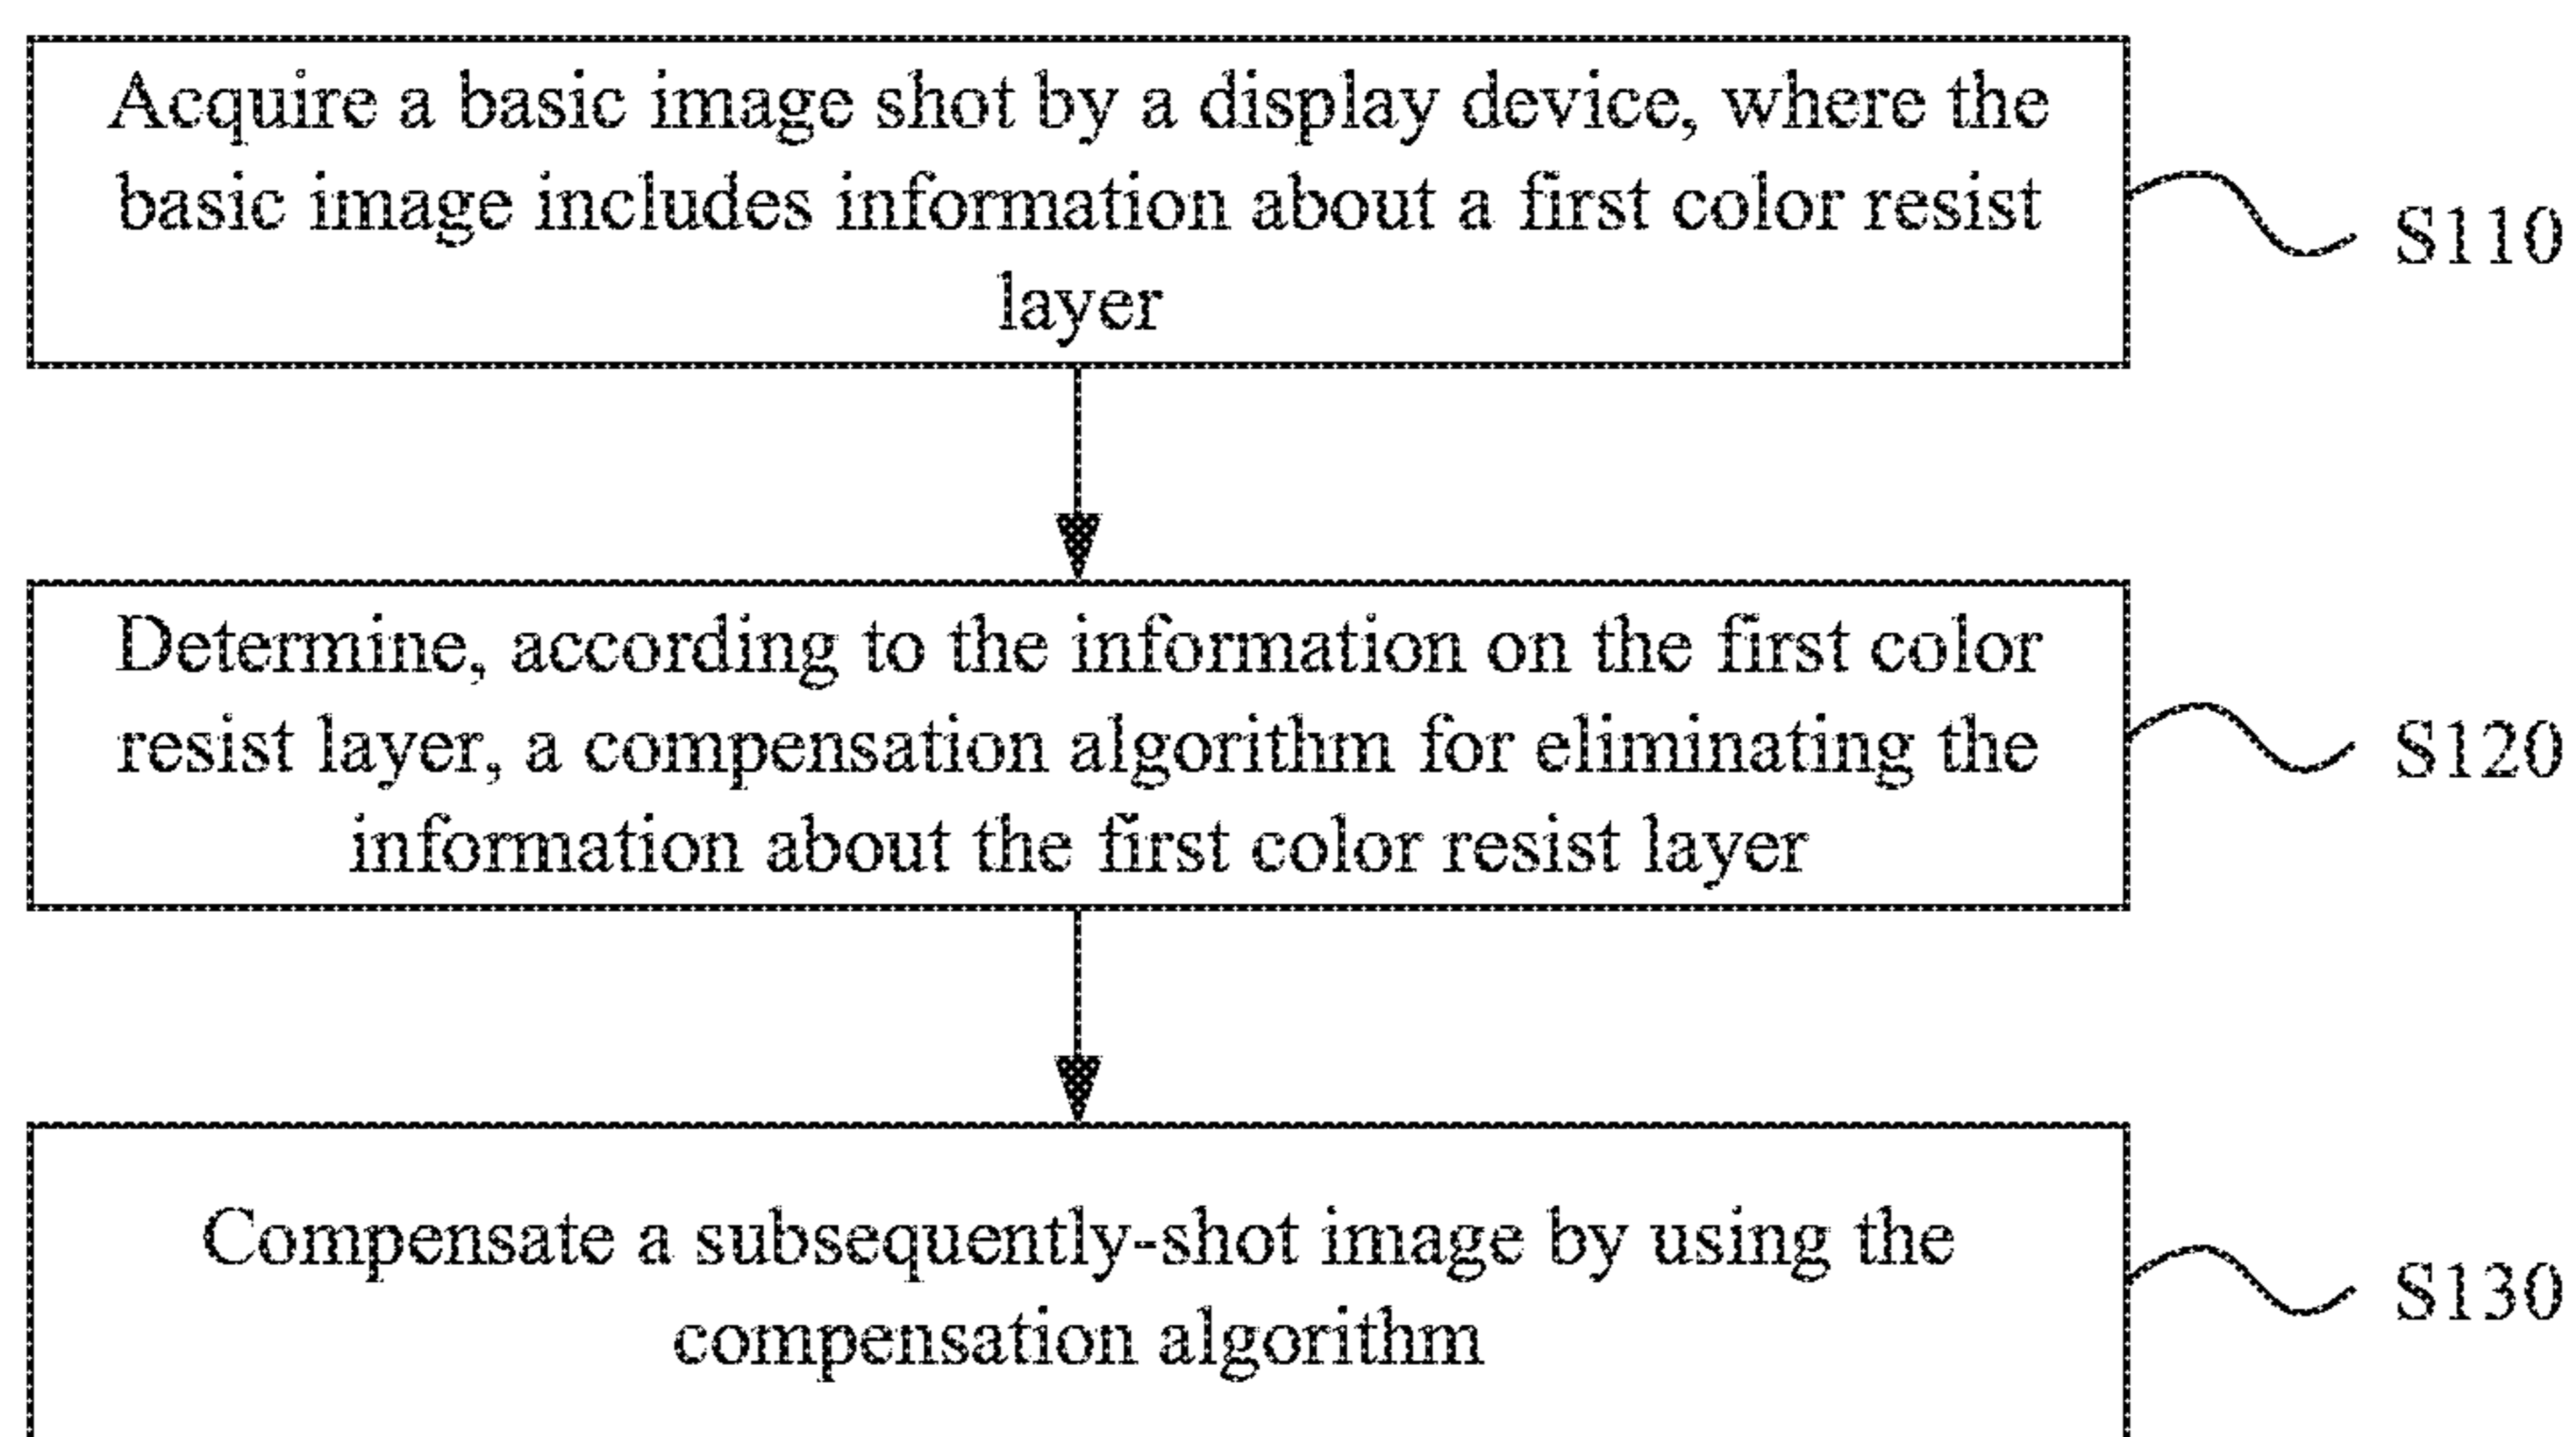 Acquire a basic image shot by a display device, where the
basic image includes information about a first color resist
layer
S110
Determine, according to the information on the first color
resist layer, a compensation algorithm for eliminating the
information about the first color resist layer
S120
Compensate a subsequently-shot image by using the
compensation algorithm
S130